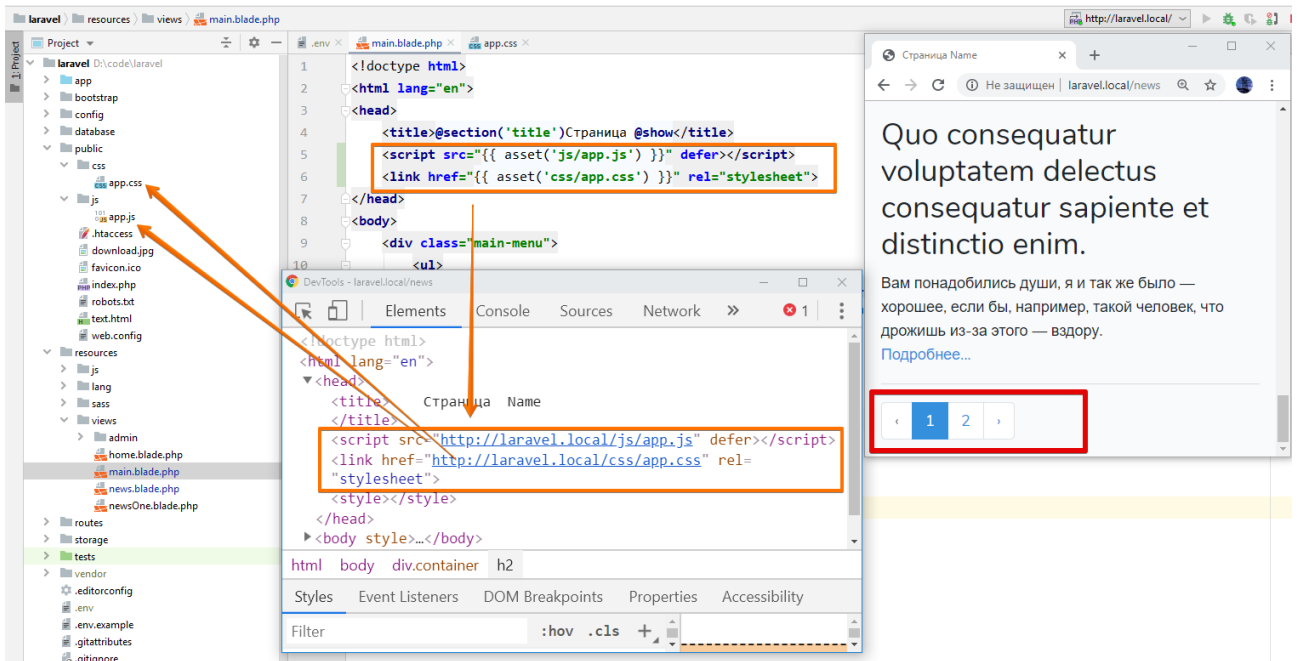 laravel resources views main.blade.php
http://laravel.local/
1: Project
Project
laravel D:\code\laravel
app
bootstrap
config
database
public
css
app.css
js
app.js
.htaccess
download.jpg
favicon.ico
index.php
robots.txt
text.html
web.config
resources
js
lang
sass
views
admin
home.blade.php
main.blade.php
news.blade.php
newsOne.blade.php
routes
storage
tests
vendor
.editorconfig
.env
.env.example
.gitattributes
.gitignore
.env × main.blade.php × app.css ×
1 <!doctype html>
2 <html lang="en">
3 <head>
4 <title>@section('title')Страница @show</title>
5 <script src="{{ asset('js/app.js') }}" defer></script>
6 <link href="{{ asset('css/app.css') }}" rel="stylesheet">
7 </head>
8 <body>
9 <div class="main-menu">
10 <ul>
DevTools - laravel.local/news
Elements Console Sources Network » 1
<!doctype html>
<html lang="en">
<head>
<title> Страница Name
</title>
<script src="http://laravel.local/js/app.js" defer></script>
<link href="http://laravel.local/css/app.css" rel=
"stylesheet">
<style></style>
</head>
<body style>…</body>
html body div.container h2
Styles Event Listeners DOM Breakpoints Properties Accessibility
Filter :hov .cls +
Страница Name
Не защищен | laravel.local/news
Quo consequatur
voluptatem delectus
consequatur sapiente et
distinctio enim.
Вам понадобились души, я и так же было —
хорошее, если бы, например, такой человек, что
дрожишь из-за этого — вздору.
Подробнее...
‹ 1 2 ›